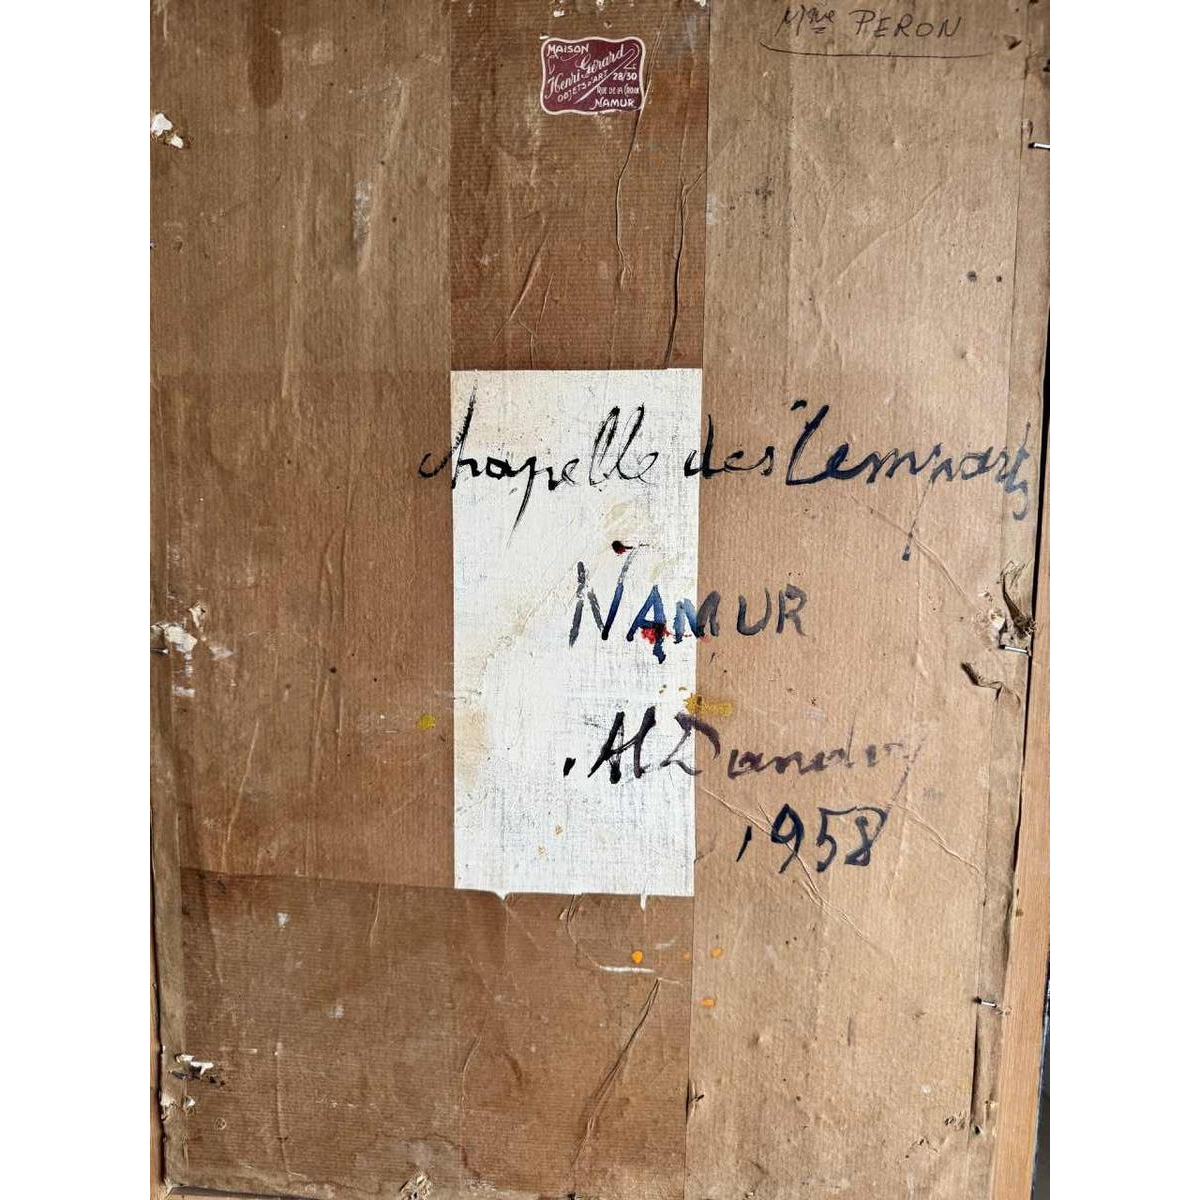 Mme PERON
MAISON
Henri Gérard
OBJETS D'ART
28/30
RUE DE LA CROIX
NAMUR
chapelle des remparts
NAMUR
Dandoy
1958